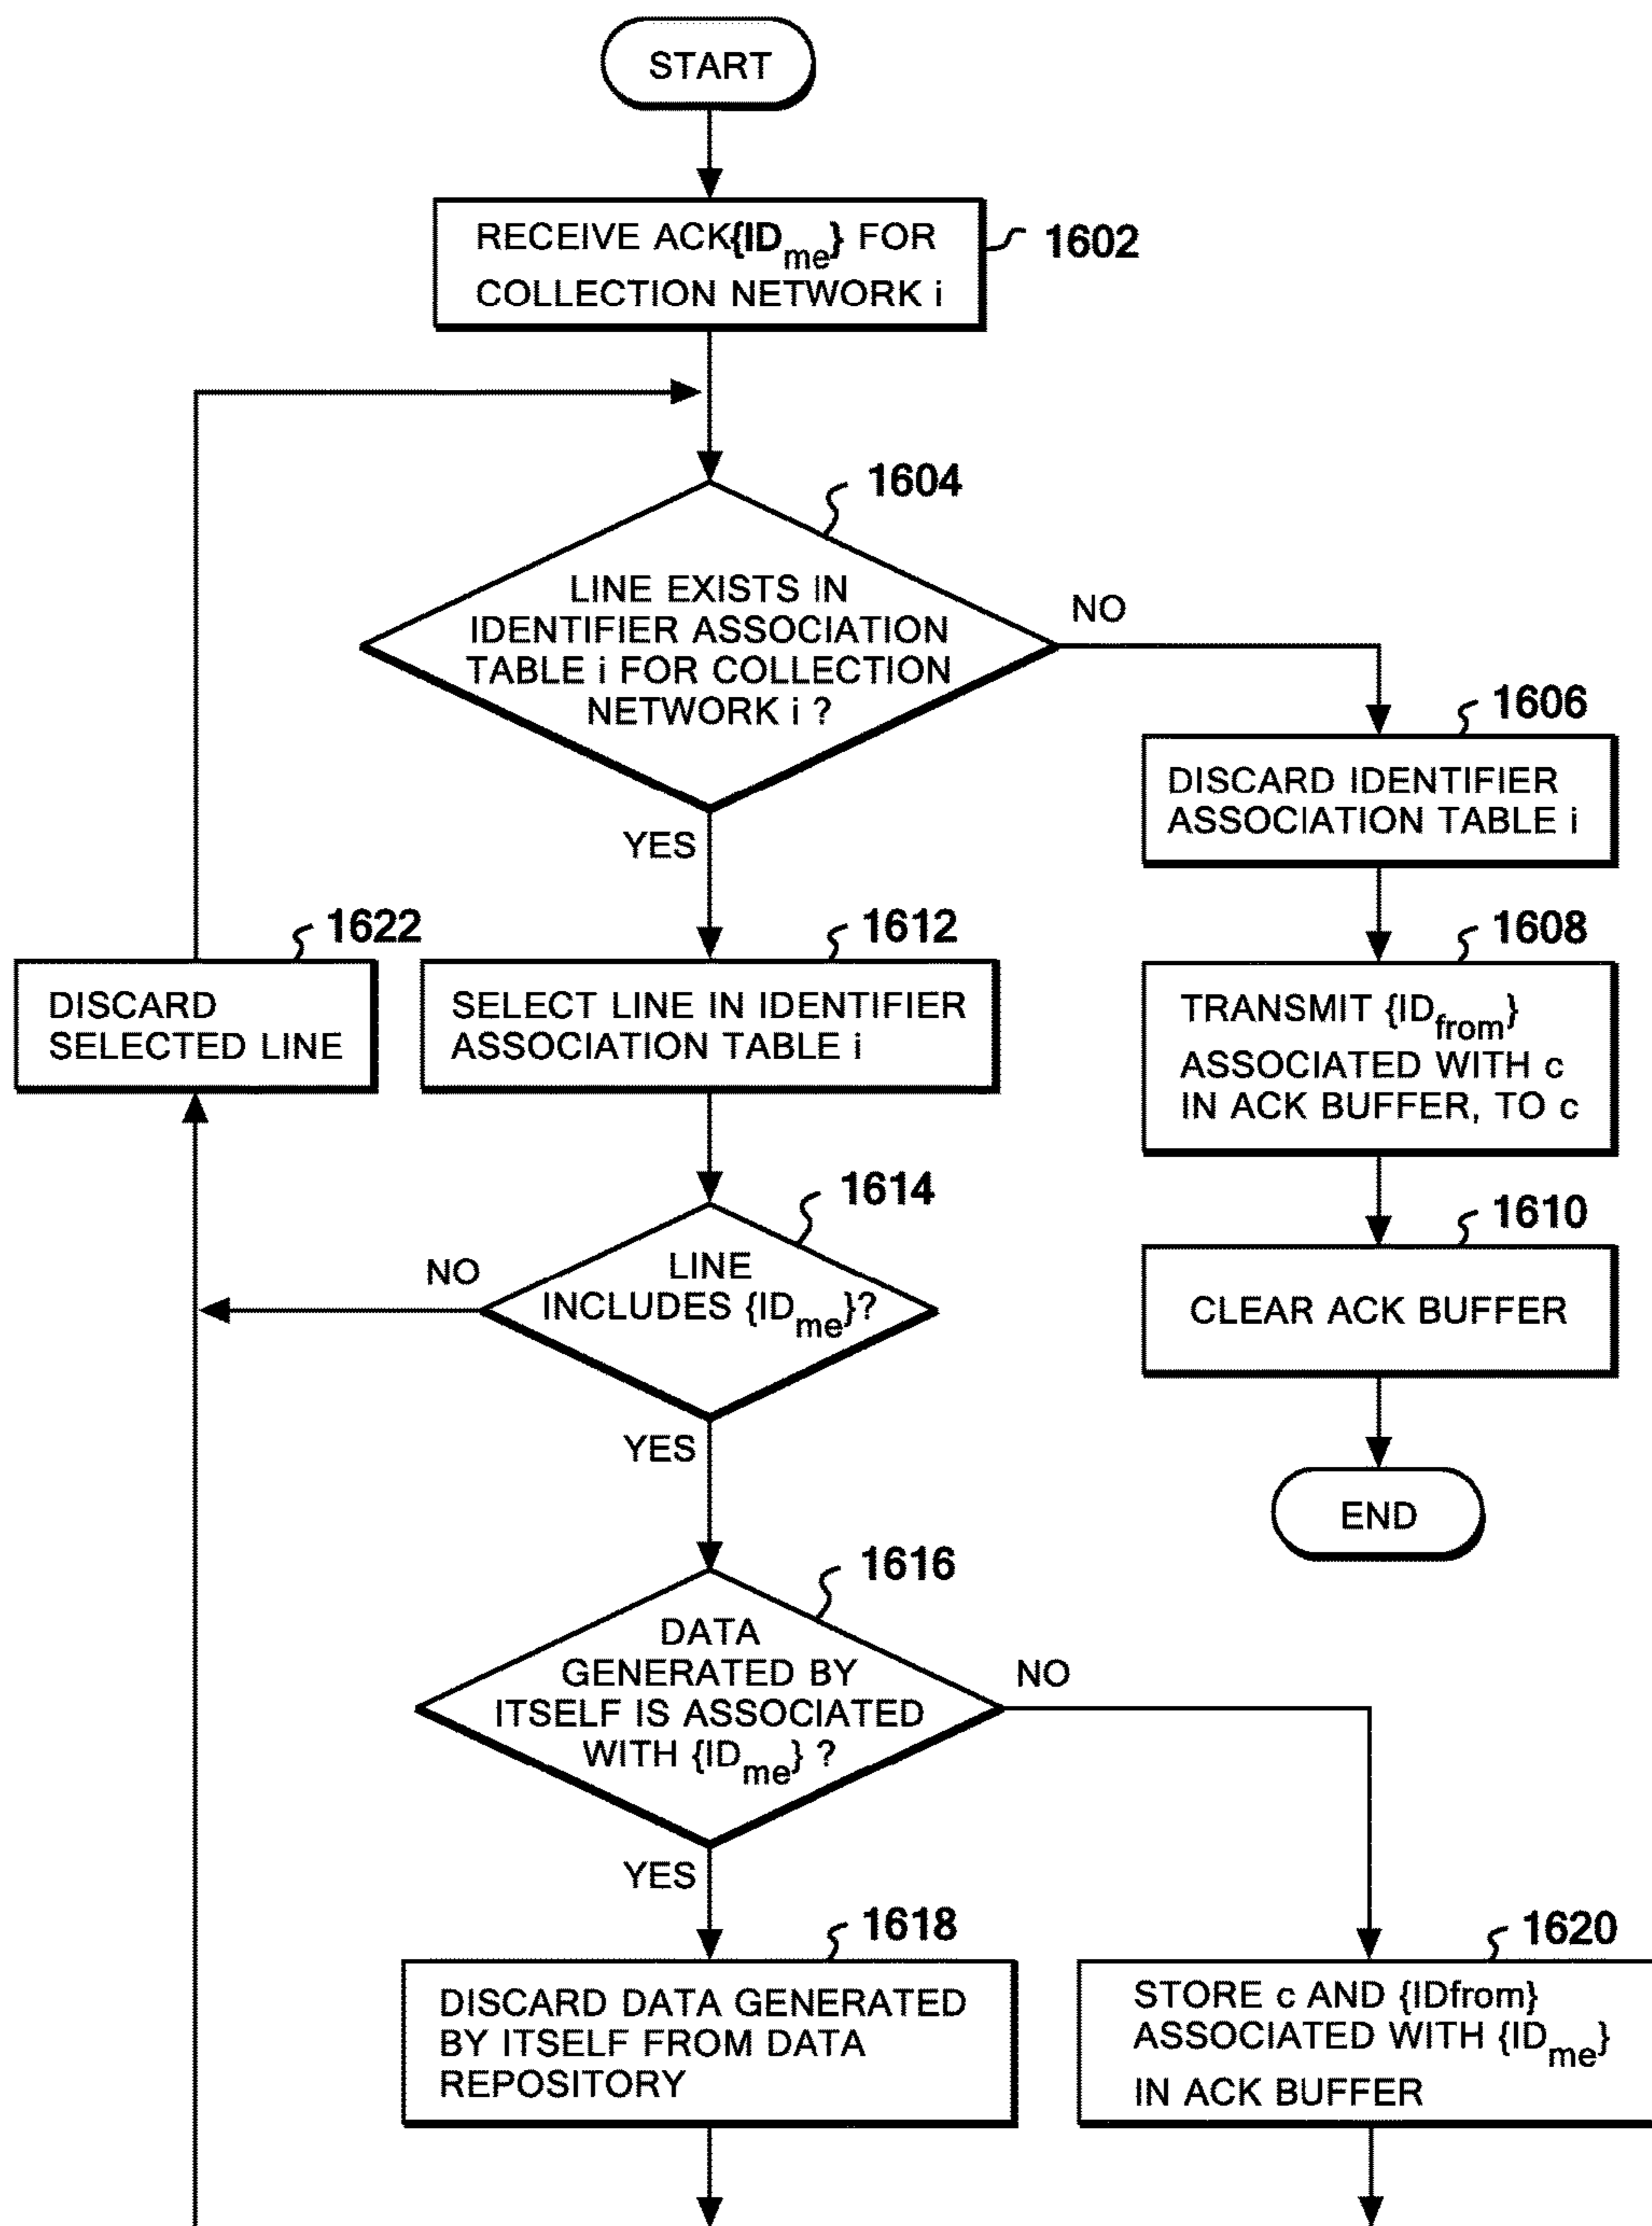 START
RECEIVE ACK{IDme} FOR
COLLECTION NETWORK i
1602
1604
LINE EXISTS IN
IDENTIFIER ASSOCIATION
TABLE i FOR COLLECTION
NETWORK i ?
NO
YES
1606
DISCARD IDENTIFIER
ASSOCIATION TABLE i
1622
DISCARD
SELECTED LINE
1612
SELECT LINE IN IDENTIFIER
ASSOCIATION TABLE i
1608
TRANSMIT {IDfrom}
ASSOCIATED WITH c
IN ACK BUFFER, TO c
1614
LINE
INCLUDES {IDme}?
NO
YES
1610
CLEAR ACK BUFFER
END
1616
DATA
GENERATED BY
ITSELF IS ASSOCIATED
WITH {IDme} ?
NO
YES
1618
DISCARD DATA GENERATED
BY ITSELF FROM DATA
REPOSITORY
1620
STORE c AND {IDfrom}
ASSOCIATED WITH {IDme}
IN ACK BUFFER